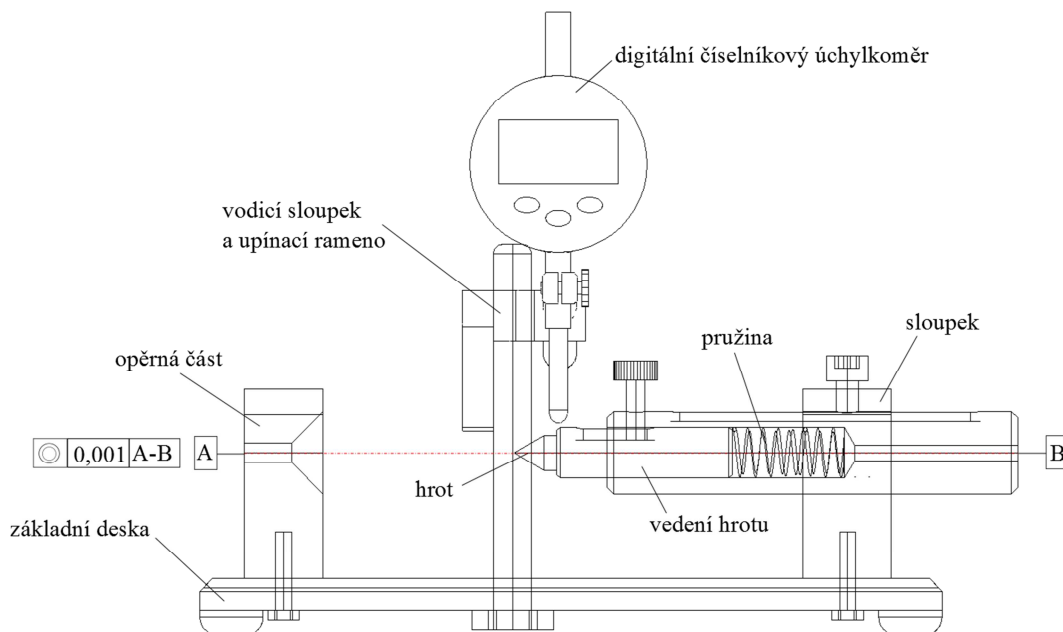 digitální číselníkový úchylkoměr
vodicí sloupek
a upínací rameno
sloupek
pružina
opěrná část
◎ 0,001 A-B
A
B
hrot
vedení hrotu
základní deska